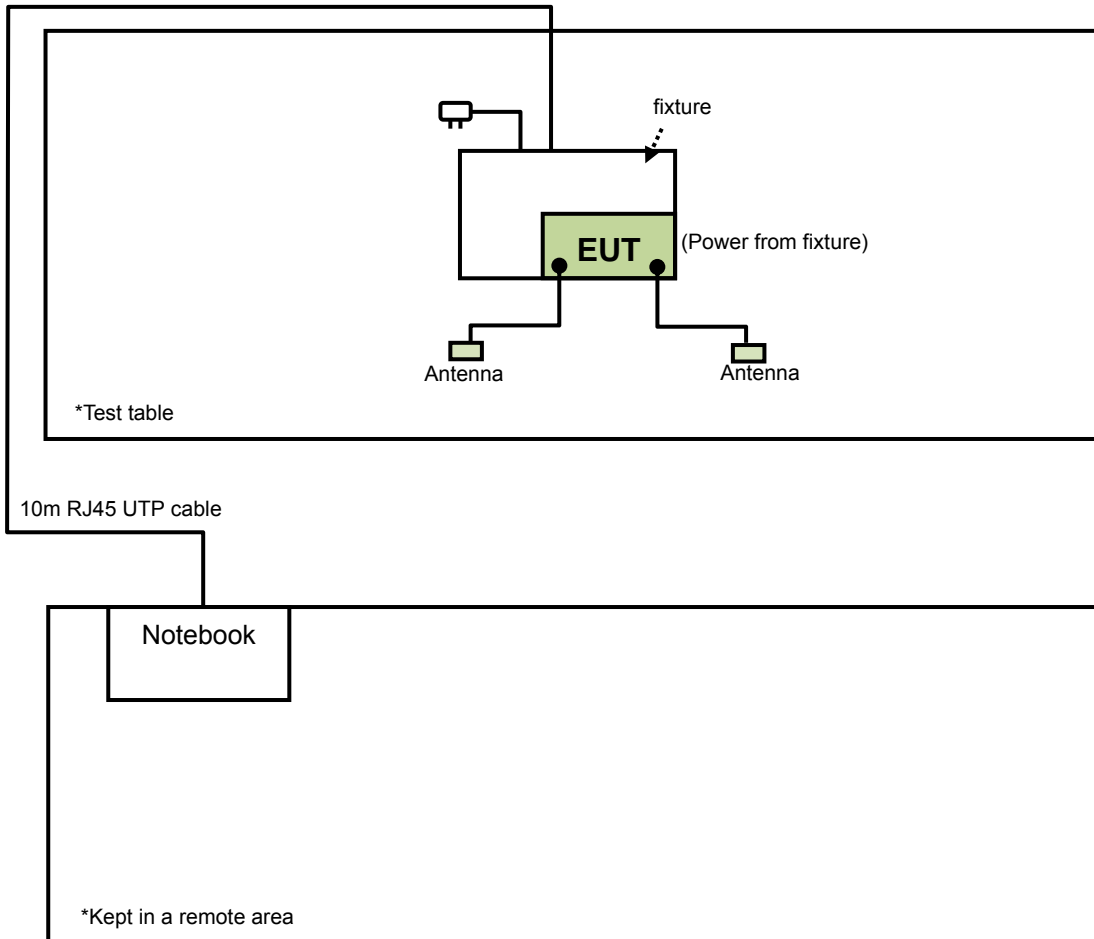 fixture
EUT
(Power from fixture)
Antenna
Antenna
*Test table
10m RJ45 UTP cable
Notebook
*Kept in a remote area